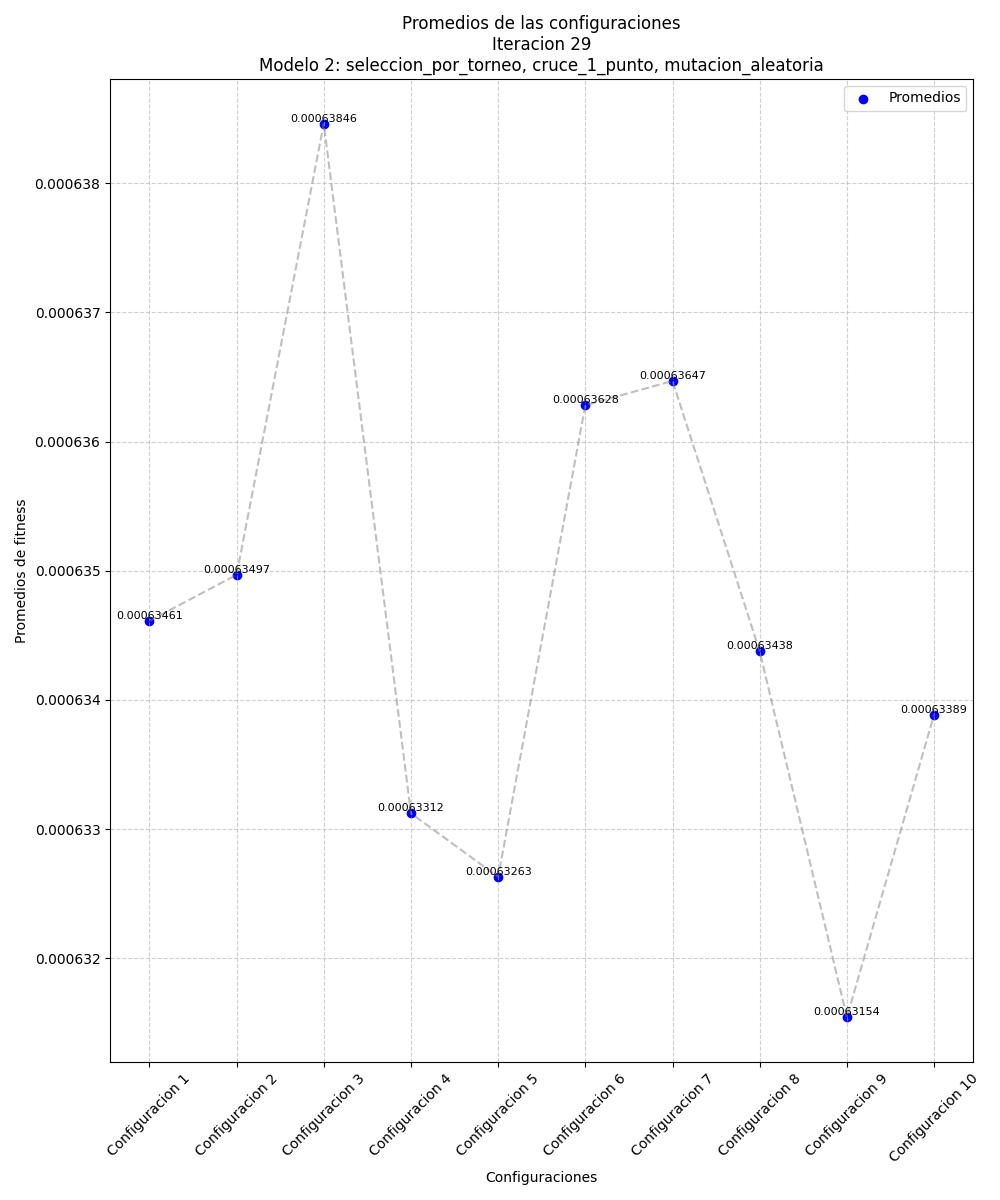 Promedios de las configuraciones
Iteracion 29
Modelo 2: seleccion_por_torneo, cruce_1_punto, mutacion_aleatoria
Promedios
0.000638
0.000637
0.000636
0.000635
0.000634
0.000633
0.000632
Promedios de fitness
0.00063461
0.00063497
0.00063846
0.00063312
0.00063263
0.00063628
0.00063647
0.00063438
0.00063154
0.00063389
Configuracion 1
Configuracion 2
Configuracion 3
Configuracion 4
Configuracion 5
Configuracion 6
Configuracion 7
Configuracion 8
Configuracion 9
Configuracion 10
Configuraciones